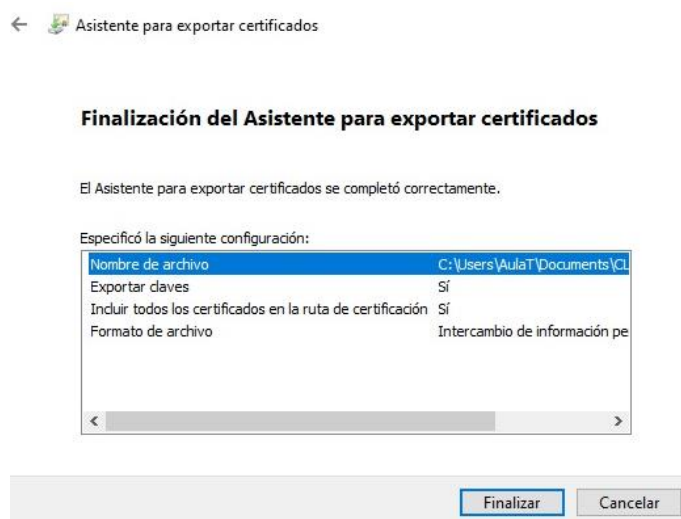 Asistente para exportar certificados
Finalización del Asistente para exportar certificados
El Asistente para exportar certificados se completó correctamente.
Especificó la siguiente configuración:
Nombre de archivo C:\Users\AulaT\Documents\CL
Exportar claves Sí
Incluir todos los certificados en la ruta de certificación Sí
Formato de archivo Intercambio de información pe
Finalizar Cancelar